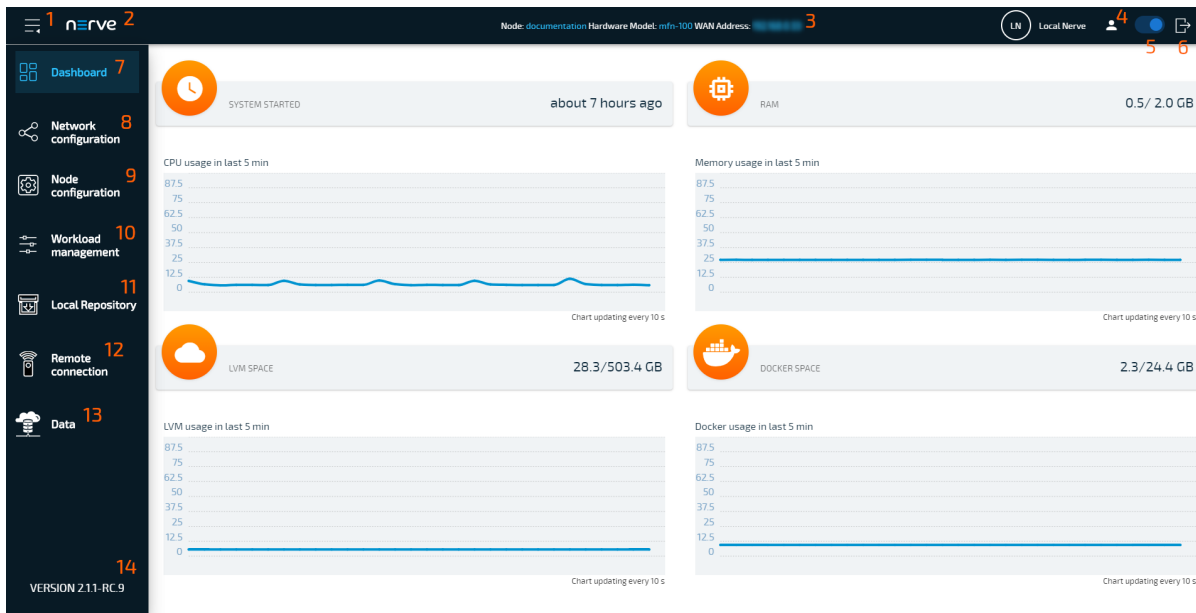 1 nerve 2
Node: documentation Hardware Model: mfn-100 WAN Address: 3
LN Local Nerve 4
5 6
Dashboard 7
Network 8
configuration
Node 9
configuration
Workload 10
management
11
Local Repository
Remote 12
connection
Data 13
14
VERSION 2.1.1-RC.9
SYSTEM STARTED about 7 hours ago
CPU usage in last 5 min
87.5
75
62.5
50
37.5
25
12.5
0
Chart updating every 10 s
RAM 0.5/ 2.0 GB
Memory usage in last 5 min
87.5
75
62.5
50
37.5
25
12.5
0
Chart updating every 10 s
LVM SPACE 28.3/503.4 GB
LVM usage in last 5 min
87.5
75
62.5
50
37.5
25
12.5
0
Chart updating every 10 s
DOCKER SPACE 2.3/24.4 GB
Docker usage in last 5 min
87.5
75
62.5
50
37.5
25
12.5
0
Chart updating every 10 s